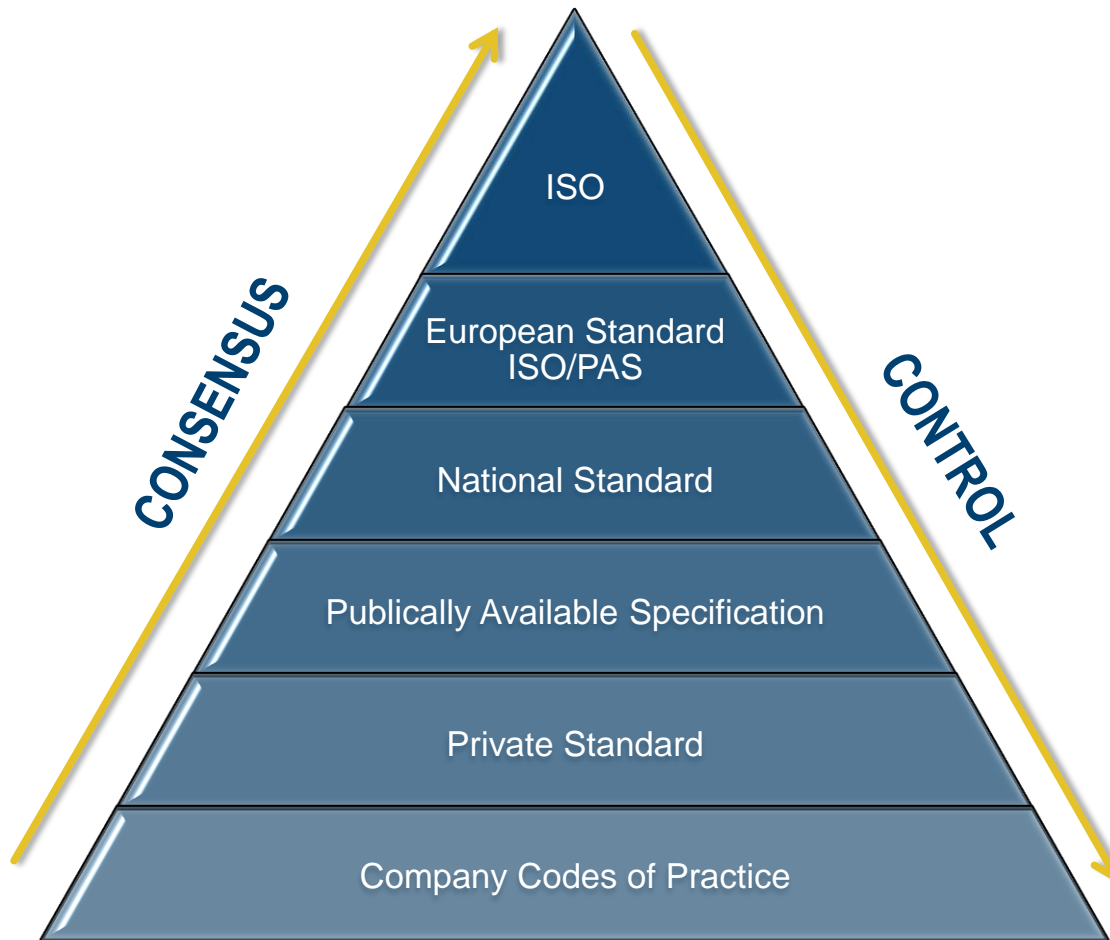 ISO
European Standard
ISO/PAS
CONSENSUS
CONTROL
National Standard
Publically Available Specification
Private Standard
Company Codes of Practice